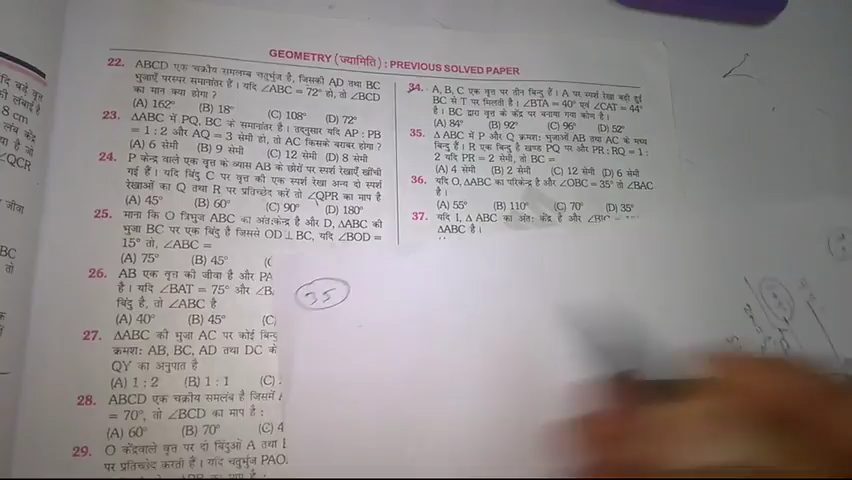 GEOMETRY (ज्यामिति) : PREVIOUS SOLVED PAPER
22. ABCD एक चक्रीय समलम्ब चतुर्भुज है, जिसकी AD तथा BC
भुजाएँ परस्पर समानांतर हैं। यदि ∠ABC = 72° हो, तो ∠BCD
का मान क्या होगा ?
(A) 162° (B) 18° (C) 108° (D) 72°
23. ΔABC में PQ, BC के समानांतर है। तदनुसार यदि AP : PB
= 1 : 2 और AQ = 3 सेमी हो, तो AC किसके बराबर होगा ?
(A) 6 सेमी (B) 9 सेमी (C) 12 सेमी (D) 8 सेमी
24. P केन्द्र वाले एक वृत्त के व्यास AB के छोरों पर स्पर्श रेखाएँ खींची
गई हैं। यदि बिंदु C पर वृत्त की एक स्पर्श रेखा अन्य दो स्पर्श
रेखाओं का Q तथा R पर प्रतिच्छेद करें तो ∠QPR का माप है
(A) 45° (B) 60° (C) 90° (D) 180°
25. माना कि O त्रिभुज ABC का अंत:केन्द्र है और D, ΔABC की
भुजा BC पर एक बिंदु है जिससे OD⊥BC, यदि ∠BOD =
15° तो, ∠ABC =
(A) 75° (B) 45° (C
26. AB एक वृत्त की जीवा है और PA
है। यदि ∠BAT = 75° और ∠B
बिंदु है, तो ∠ABC है
(A) 40° (B) 45° (C)
27. ΔABC की भुजा AC पर कोई बिन्दु
क्रमश: AB, BC, AD तथा DC के
QY का अनुपात है
(A) 1 : 2 (B) 1 : 1 (C)
28. ABCD एक चक्रीय समलंब है जिसमें
= 70°, तो ∠BCD का माप है :
(A) 60° (B) 70° (C) 4
29. O केंद्रवाले वृत्त पर दो बिंदुओं A तथा
पर प्रतिच्छेद करती हैं। यदि चतुर्भुज PAO
34. A, B, C एक वृत्त पर तीन बिन्दु हैं। A पर स्पर्श रेखा बढ़ी हुई
BC से T पर मिलती है। ∠BTA = 40° एवं ∠CAT = 44°
है। BC द्वारा वृत्त के केंद्र पर बनाया गया कोण है।
(A) 84° (B) 92° (C) 96° (D) 52°
35. Δ ABC में P और Q क्रमश: भुजाओं AB तथा AC के मध्य
बिन्दु हैं। R एक बिन्दु है खण्ड PQ पर और PR : RQ = 1 :
2 यदि PR = 2 सेमी, तो BC =
(A) 4 सेमी (B) 2 सेमी (C) 12 सेमी (D) 6 सेमी
36. यदि O, ΔABC का परिकेन्द्र है और ∠OBC = 35° तो ∠BAC
है।
(A) 55° (B) 110° (C) 70° (D) 35°
37. यदि I, Δ ABC का अंत: केंद्र है और
ΔABC है।
35
8 cm
∠QCR
BC
तो